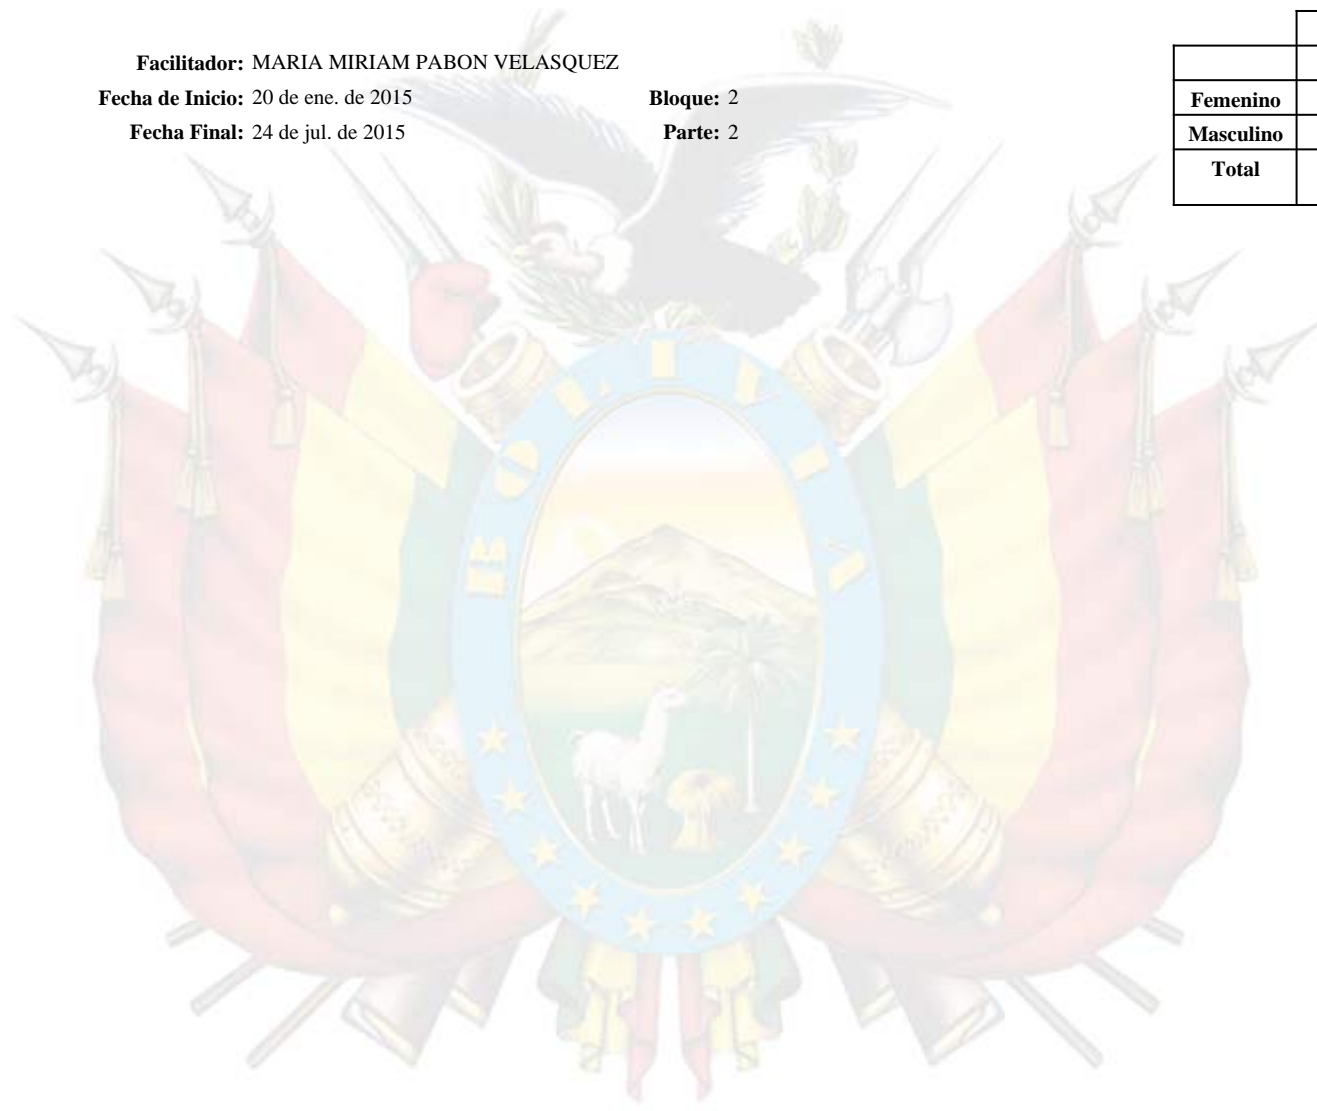 Facilitador: MARIA MIRIAM PABON VELASQUEZ
Fecha de Inicio: 20 de ene. de 2015 Bloque: 2
Fecha Final: 24 de jul. de 2015 Parte: 2
Femenino
Masculino
Total
BOLIVIA